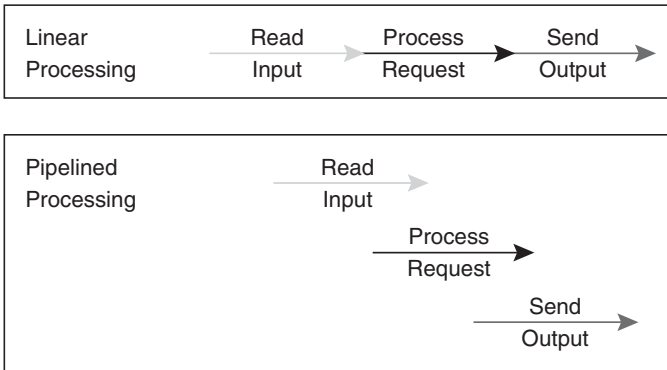 Linear
Processing
Read
Input
Process
Request
Send
Output
Pipelined
Processing
Read
Input
Process
Request
Send
Output